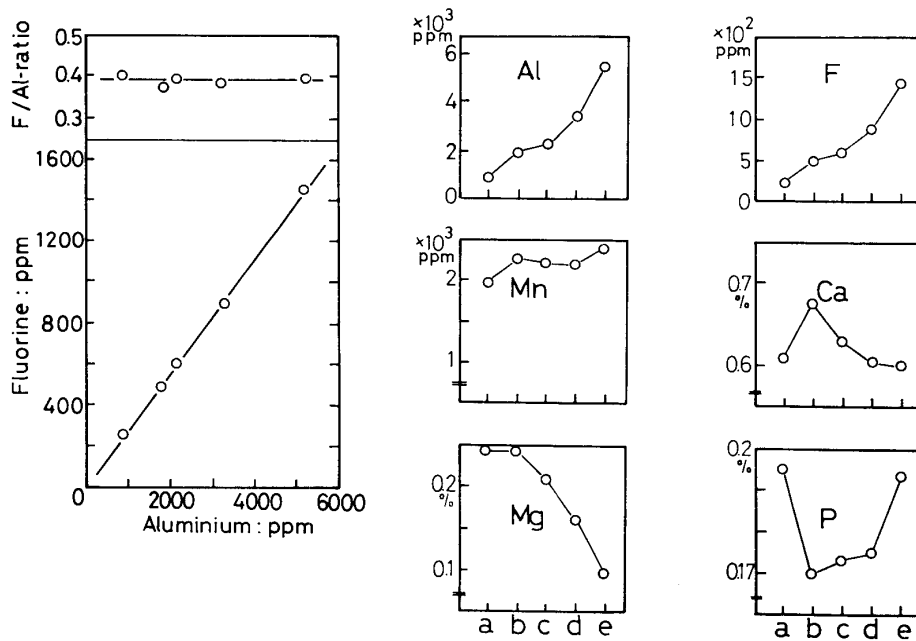 F/Al-ratio
0.5
0.4
0.3
Fluorine : ppm
1600
1200
800
400
0
2000
4000
6000
Aluminium : ppm
×10³
ppm
6
4
2
0
Al
×10²
ppm
15
10
5
0
F
×10³
ppm
2
1
Mn
0.7
%
0.6
Ca
0.2
%
0.1
Mg
a b c d e
0.2
%
0.17
P
a b c d e